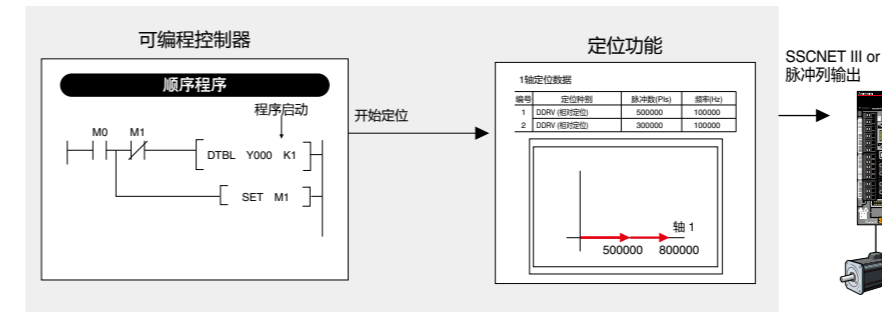 可编程控制器
顺序程序
程序启动
M0 M1
DTBL Y000 K1
SET M1
开始定位
定位功能
1轴定位数据
编号 定位种别 脉冲数(Pls) 频率(Hz)
1 DDRV (相对定位) 500000 100000
2 DDRV (相对定位) 300000 100000
轴 1
500000 800000
SSCNET III or
脉冲列输出